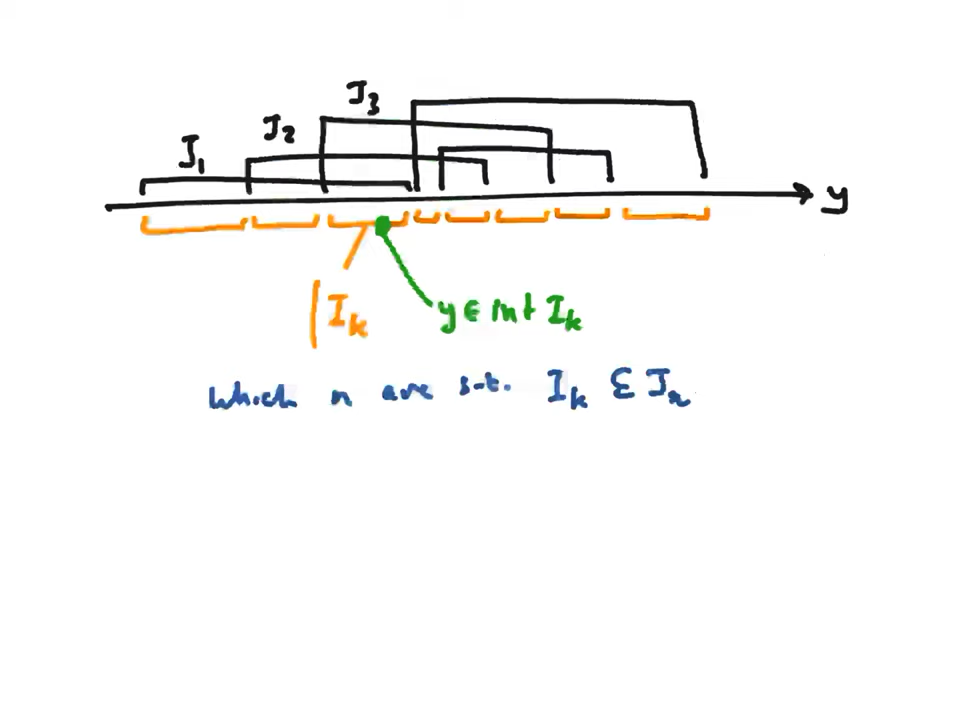 J3
J2
J1
y
Ik
y ∈ int Ik
which n are s.t. Ik ⊆ Jn